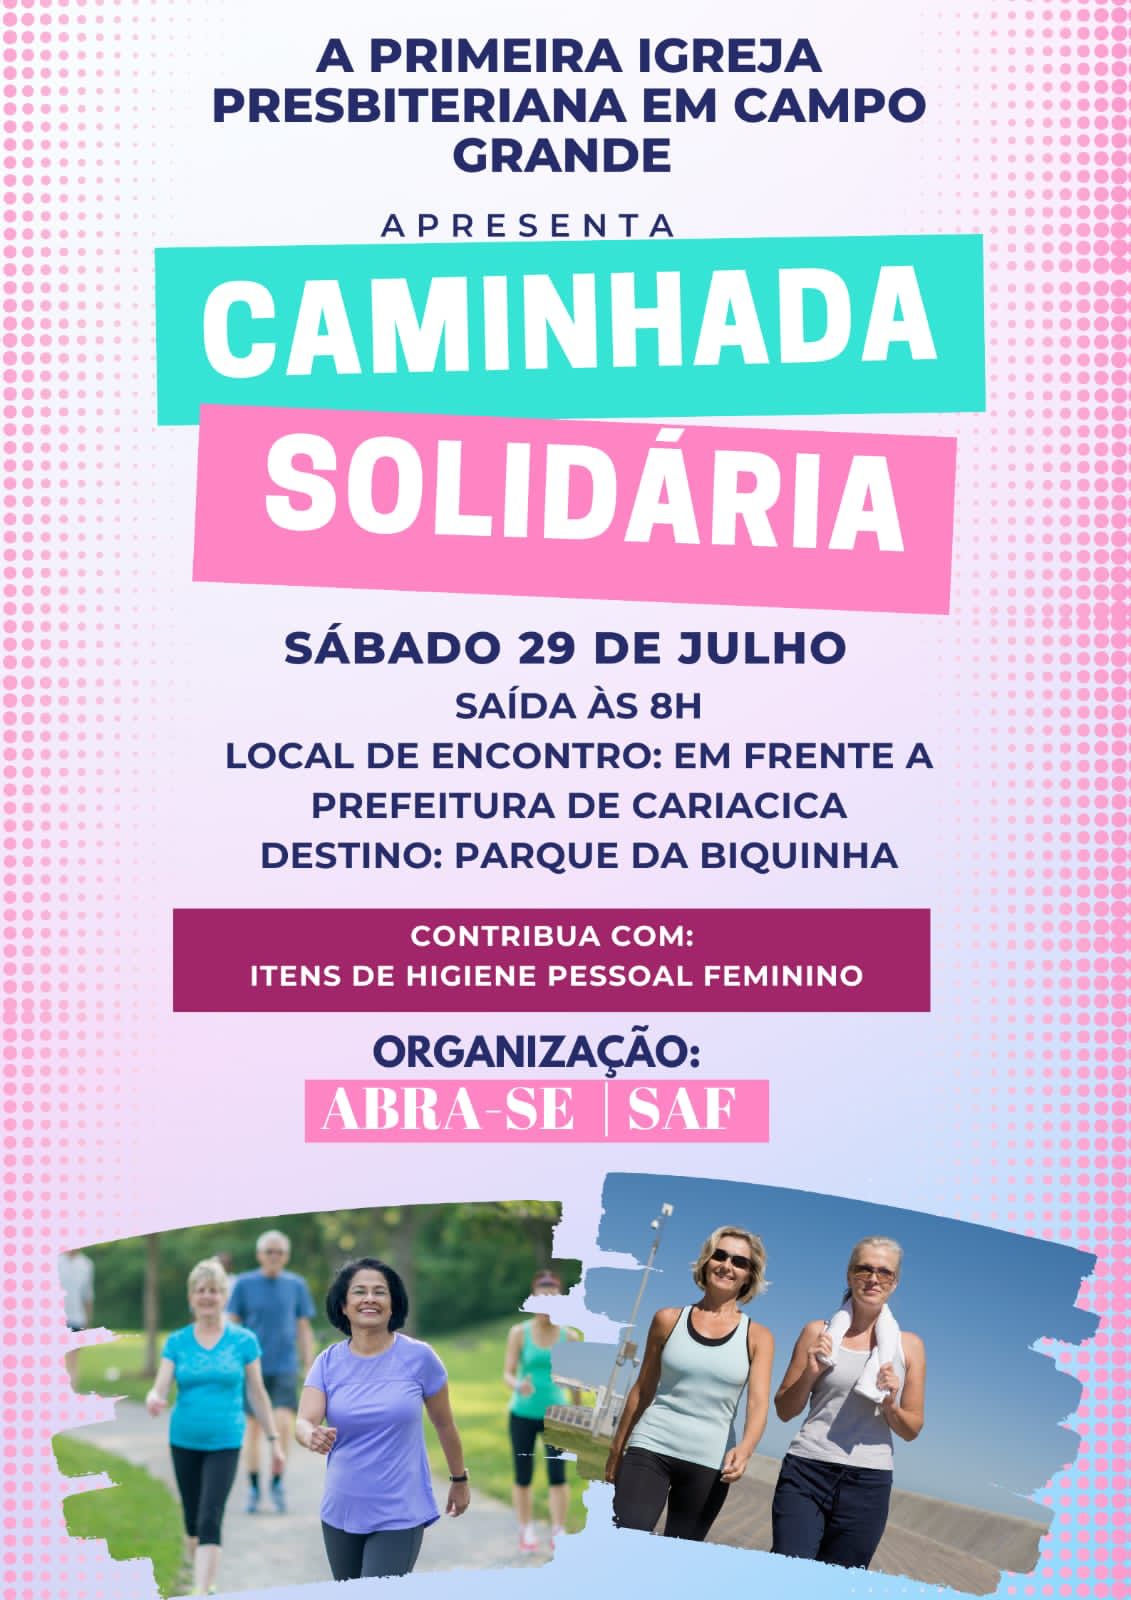 A PRIMEIRA IGREJA
PRESBITERIANA EM CAMPO
GRANDE
APRESENTA
CAMINHADA
SOLIDÁRIA
SÁBADO 29 DE JULHO
SAÍDA ÀS 8H
LOCAL DE ENCONTRO: EM FRENTE A
PREFEITURA DE CARIACICA
DESTINO: PARQUE DA BIQUINHA
CONTRIBUA COM:
ITENS DE HIGIENE PESSOAL FEMININO
ORGANIZAÇÃO:
ABRA-SE | SAF